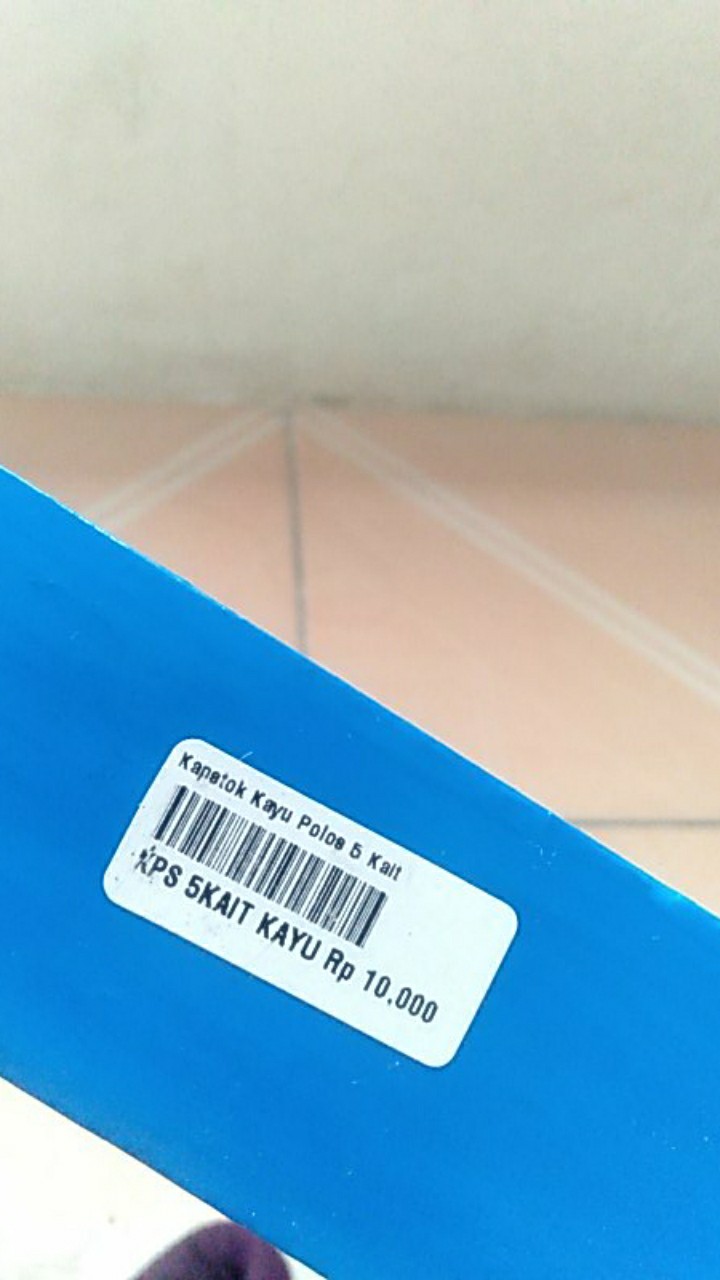 Kapstok Kayu Polos 5 Kait
KPS 5KAIT KAYU Rp 10,000